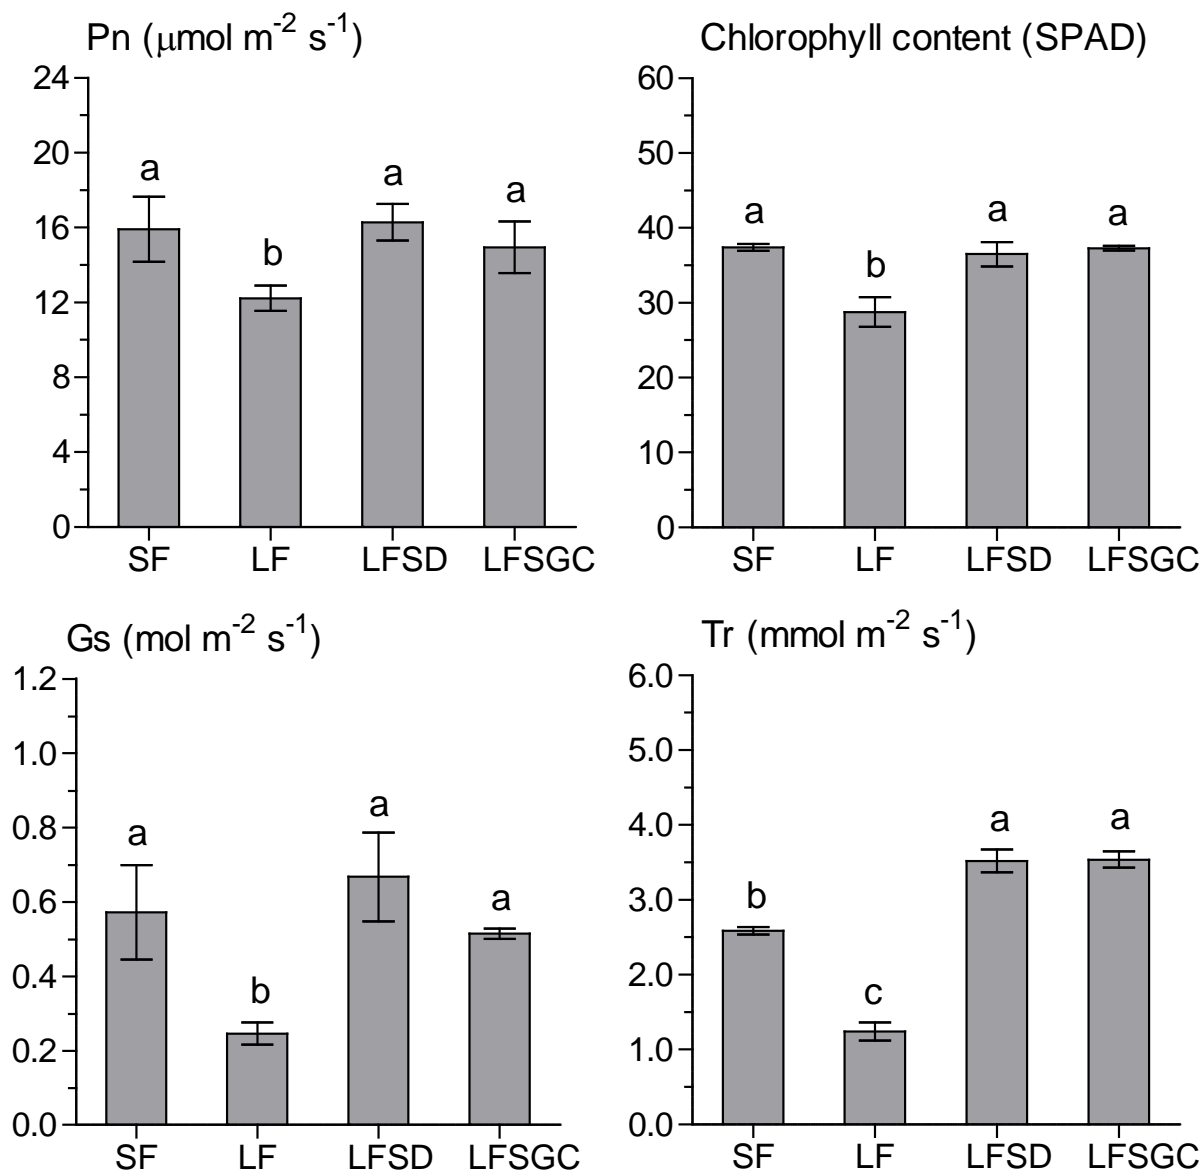 Pn (μmol m⁻² s⁻¹)
24
20
16
12
8
4
0
a
b
a
a
SF LF LFSD LFSGC
Chlorophyll content (SPAD)
60
50
40
30
20
10
0
a
b
a
a
SF LF LFSD LFSGC
Gs (mol m⁻² s⁻¹)
1.2
1.0
0.8
0.6
0.4
0.2
0.0
a
b
a
a
SF LF LFSD LFSGC
Tr (mmol m⁻² s⁻¹)
6.0
5.0
4.0
3.0
2.0
1.0
0.0
b
c
a
a
SF LF LFSD LFSGC